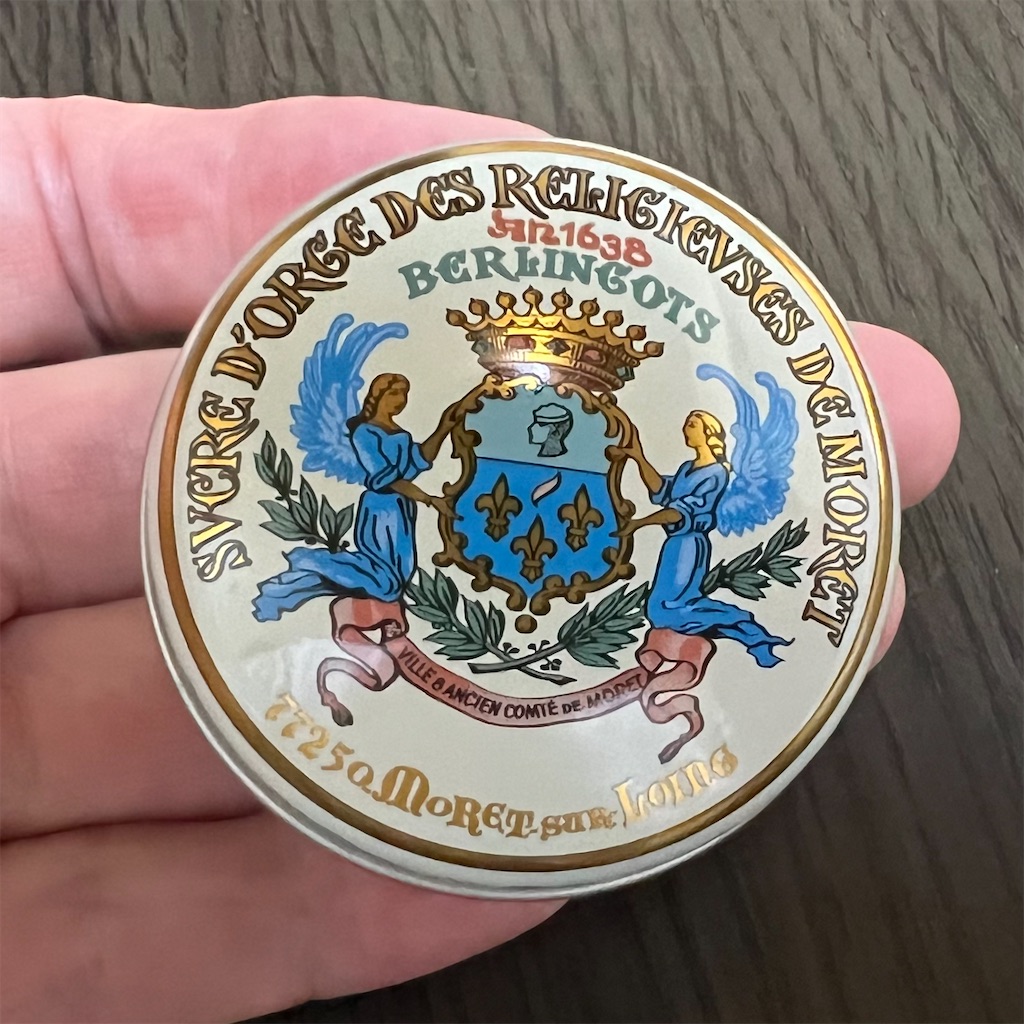 SVCRE D'ORGE DES RELIGIEVSES DE MORET
An 1638
BERLINGOTS
VILLE & ANCIEN COMTÉ DE MORET
77250 MORET-SUR-LOING